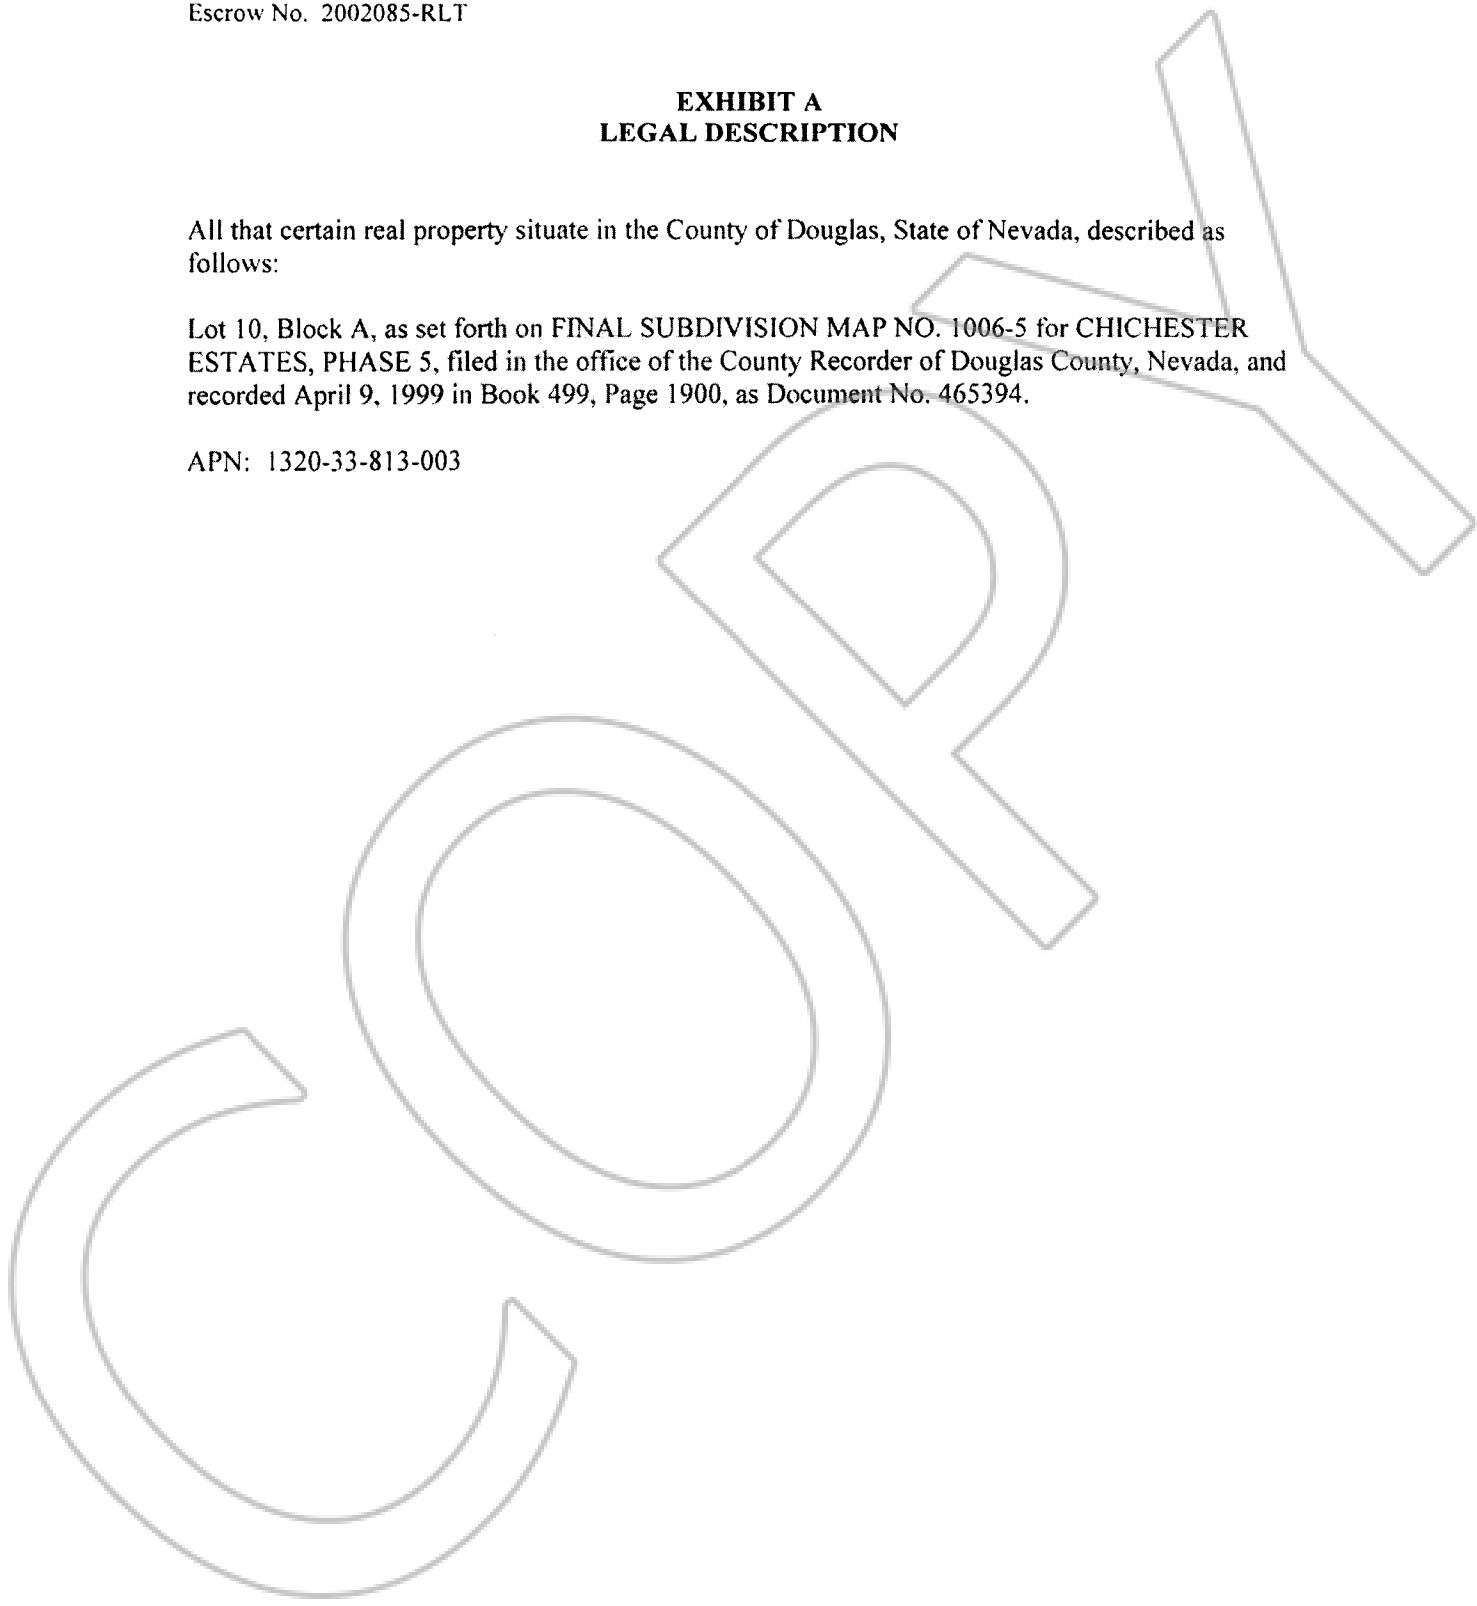 Escrow No. 2002085-RLT
EXHIBIT A
LEGAL DESCRIPTION
All that certain real property situate in the County of Douglas, State of Nevada, described as
follows:
Lot 10, Block A, as set forth on FINAL SUBDIVISION MAP NO. 1006-5 for CHICHESTER
ESTATES, PHASE 5, filed in the office of the County Recorder of Douglas County, Nevada, and
recorded April 9, 1999 in Book 499, Page 1900, as Document No. 465394.
APN: 1320-33-813-003
COPY